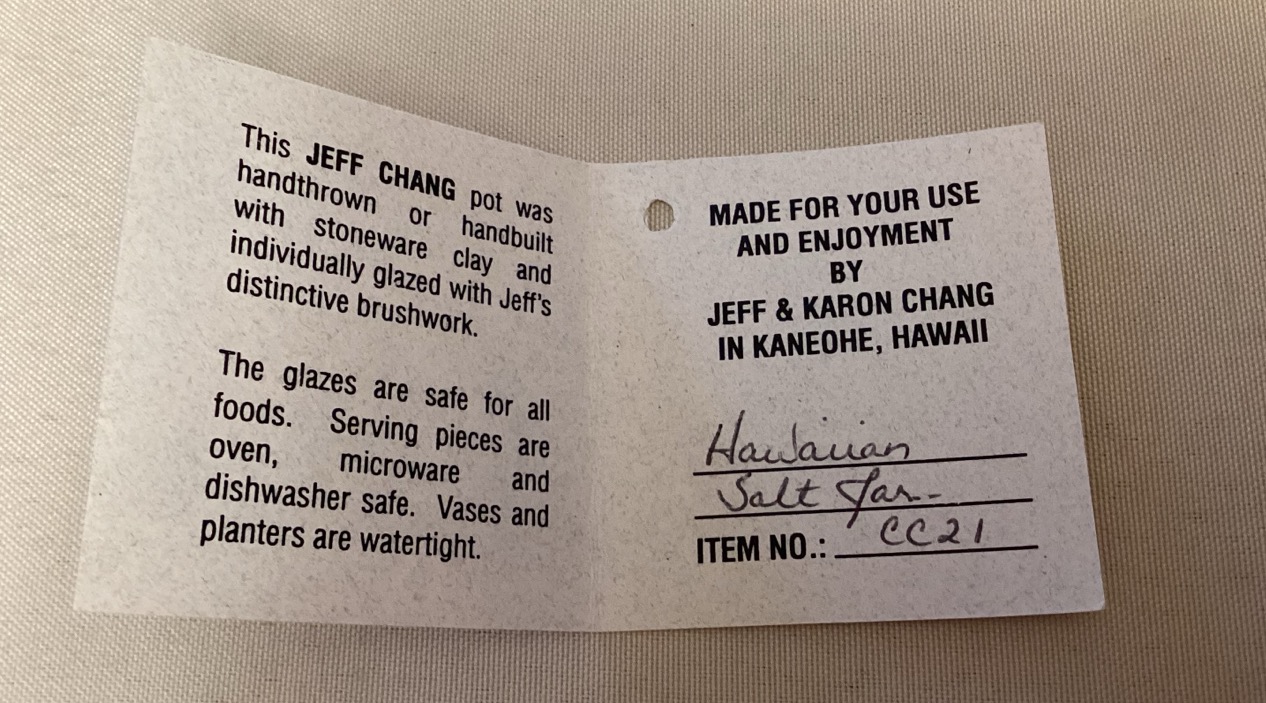 This JEFF CHANG pot was
handthrown or handbuilt
with stoneware clay and
individually glazed with Jeff's
distinctive brushwork.
The glazes are safe for all
foods. Serving pieces are
oven, microware and
dishwasher safe. Vases and
planters are watertight.
MADE FOR YOUR USE
AND ENJOYMENT
BY
JEFF & KARON CHANG
IN KANEOHE, HAWAII
Hawaiian
Salt Jar
ITEM NO.: CC21